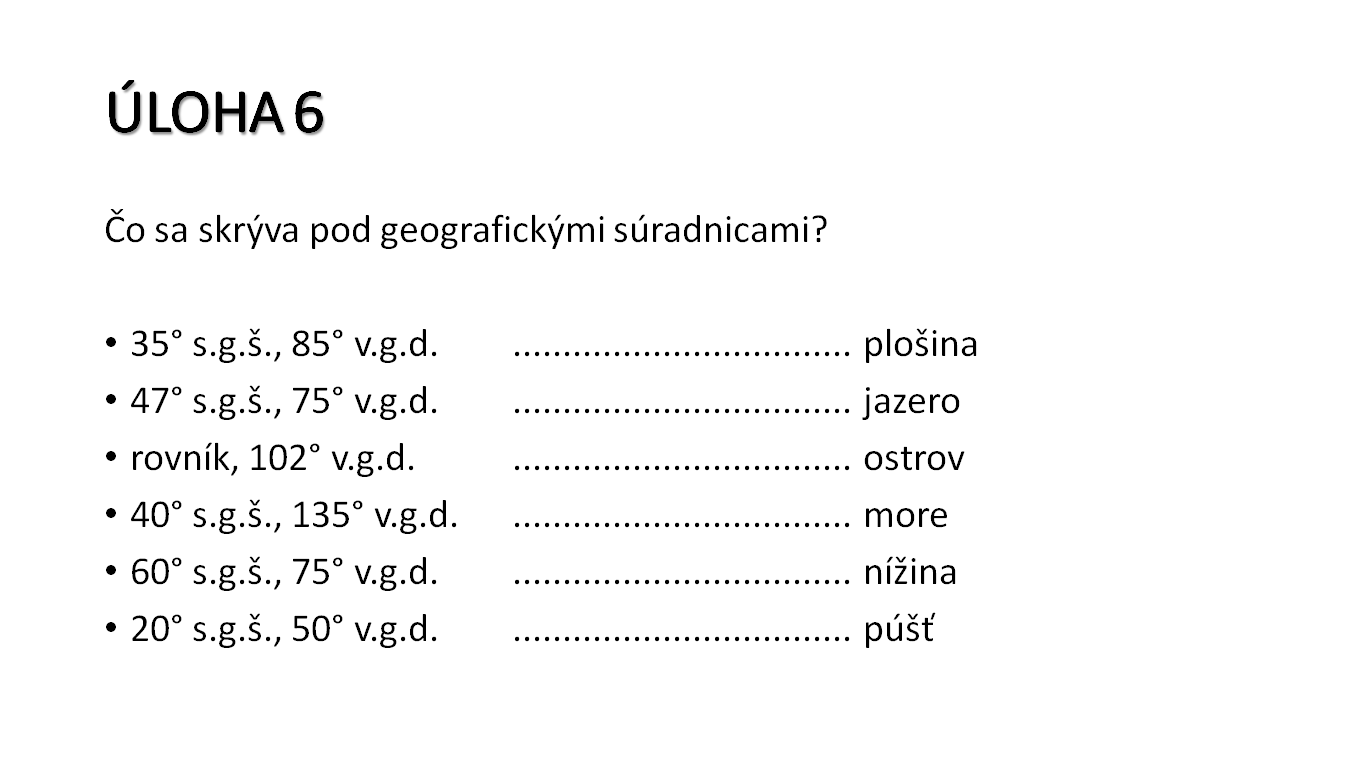 ÚLOHA 6
Čo sa skrýva pod geografickými súradnicami?
• 35° s.g.š., 85° v.g.d. .................................. plošina
• 47° s.g.š., 75° v.g.d. .................................. jazero
• rovník, 102° v.g.d. .................................. ostrov
• 40° s.g.š., 135° v.g.d. .................................. more
• 60° s.g.š., 75° v.g.d. .................................. nížina
• 20° s.g.š., 50° v.g.d. .................................. púšť